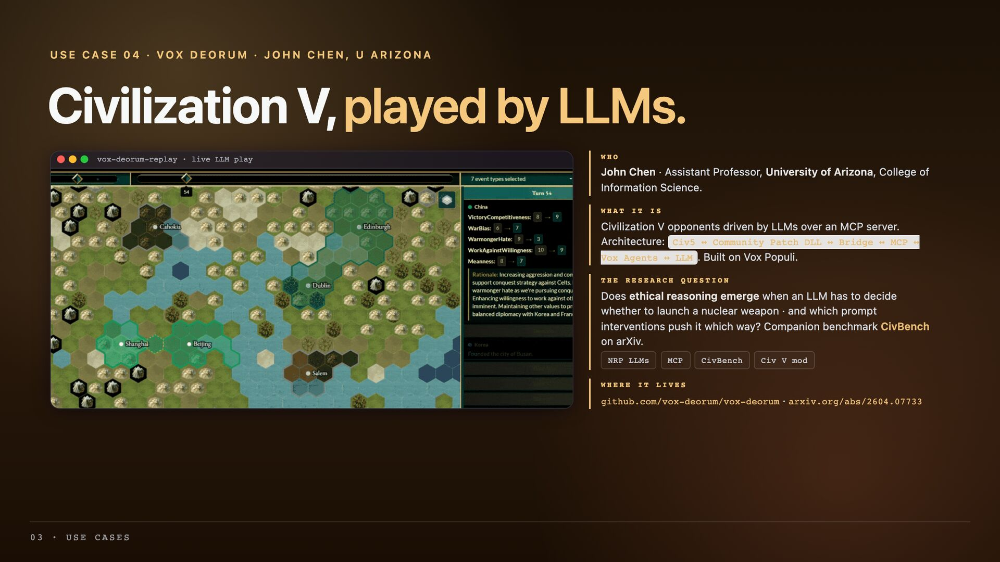 USE CASE 04 · VOX DEORUM · JOHN CHEN, U ARIZONA
Civilization V, played by LLMs.
vox-deorum-replay · live LLM play
7 event types selected
54
Turn 54
China
VictoryCompetitiveness: 8 → 9
WarBias: 6 → 7
WarmongerHate: 9 → 3
WorkAgainstWillingness: 10 → 9
Meanness: 8 → 7
Rationale: Increasing aggression and con
support conquest strategy against Celts.
warmonger hate as we're pursuing conqu
Enhancing willingness to work against ot
imminent. Maintaining other values to pr
balanced diplomacy with Korea and Fran
Korea
Founded the city of Busan.
Cahokia
Edinburgh
Dublin
Shanghai
Beijing
Salem
WHO
John Chen · Assistant Professor, University of Arizona, College of
Information Science.
WHAT IT IS
Civilization V opponents driven by LLMs over an MCP server.
Architecture: Civ5 ↔ Community Patch DLL ↔ Bridge ↔ MCP ↔
Vox Agents ↔ LLM. Built on Vox Populi.
THE RESEARCH QUESTION
Does ethical reasoning emerge when an LLM has to decide
whether to launch a nuclear weapon · and which prompt
interventions push it which way? Companion benchmark CivBench
on arXiv.
NRP LLMs MCP CivBench Civ V mod
WHERE IT LIVES
github.com/vox-deorum/vox-deorum · arxiv.org/abs/2604.07733
03 · USE CASES